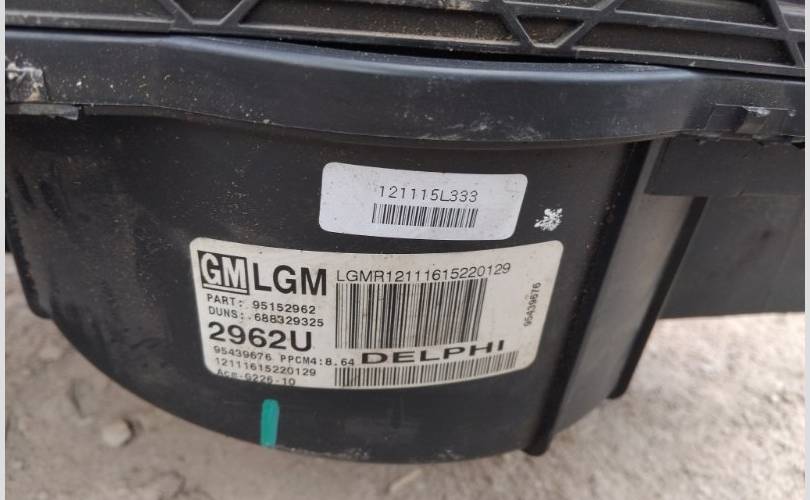 121115L333
GM LGM LGMR12111615220129
PART: 95152962
DUNS: 688329325
2962U
95439676 PPCM4:8.64 DELPHI
12111615220129
95439676